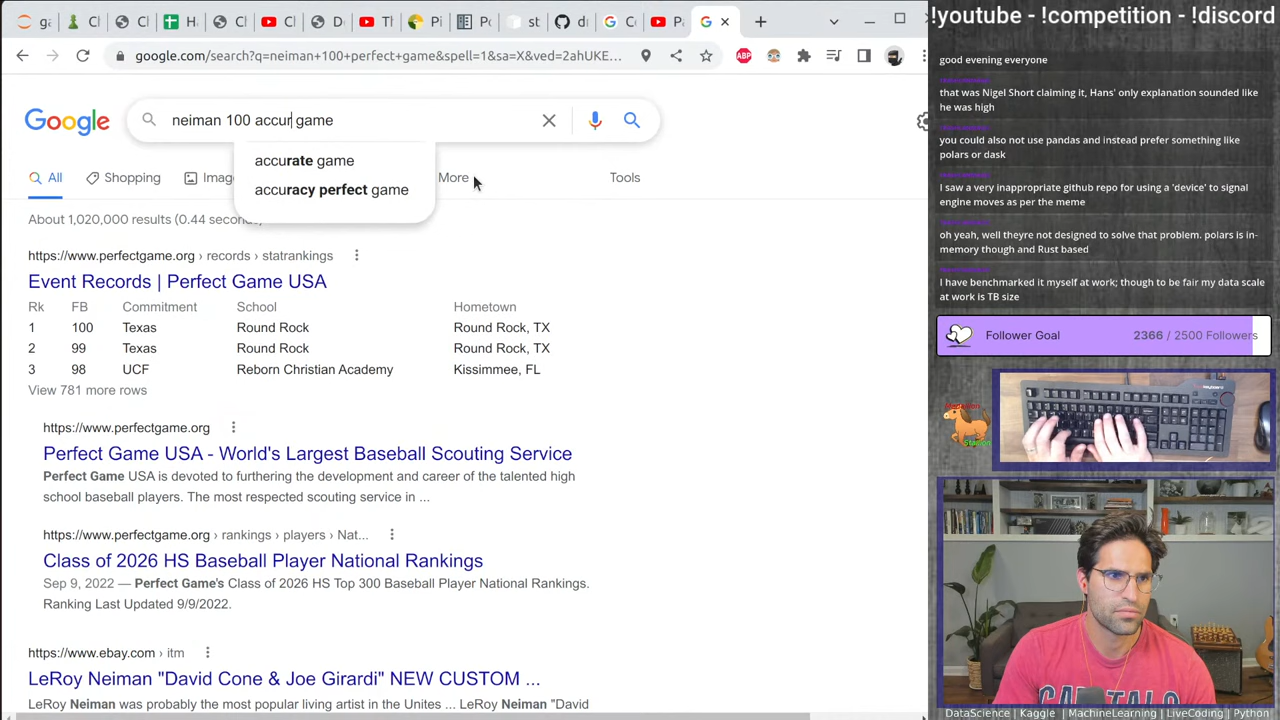 !youtube - !competition - !discord
google.com/search?q=neiman+100+perfect+game&spell=1&sa=X&ved=2ahUKE...
Google
neiman 100 accur game
accurate game
accuracy perfect game
All
Shopping
Imag
More
Tools
About 1,020,000 results (0.44 secon
https://www.perfectgame.org › records › statrankings
Event Records | Perfect Game USA
Rk FB Commitment School Hometown
1 100 Texas Round Rock Round Rock, TX
2 99 Texas Round Rock Round Rock, TX
3 98 UCF Reborn Christian Academy Kissimmee, FL
View 781 more rows
https://www.perfectgame.org
Perfect Game USA - World's Largest Baseball Scouting Service
Perfect Game USA is devoted to furthering the development and career of the talented high
school baseball players. The most respected scouting service in ...
https://www.perfectgame.org › rankings › players › Nat...
Class of 2026 HS Baseball Player National Rankings
Sep 9, 2022 — Perfect Game's Class of 2026 HS Top 300 Baseball Player National Rankings.
Ranking Last Updated 9/9/2022.
https://www.ebay.com › itm
LeRoy Neiman "David Cone & Joe Girardi" NEW CUSTOM ...
LeRoy Neiman was probably the most popular living artist in the Unites ... LeRoy Neiman "David
good evening everyone
that was Nigel Short claiming it, Hans' only explanation sounded like
he was high
you could also not use pandas and instead prefer something like
polars or dask
I saw a very inappropriate github repo for using a 'device' to signal
engine moves as per the meme
oh yeah, well theyre not designed to solve that problem. polars is in-
memory though and Rust based
I have benchmarked it myself at work; though to be fair my data scale
at work is TB size
Follower Goal 2366 / 2500 Followers
DataScience | Kaggle | MachineLearning | LiveCoding | Python